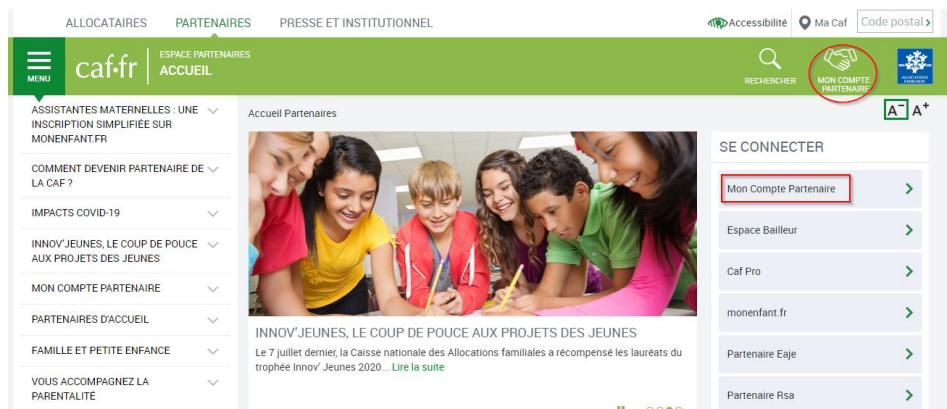 ALLOCATAIRES PARTENAIRES PRESSE ET INSTITUTIONNEL
Accessibilité Ma Caf Code postal
MENU
caf.fr
ESPACE PARTENAIRES
ACCUEIL
RECHERCHER
MON COMPTE
PARTENAIRE
ALLOCATIONS
FAMILIALES
ASSISTANTES MATERNELLES : UNE
INSCRIPTION SIMPLIFIÉE SUR
MONENFANT.FR
COMMENT DEVENIR PARTENAIRE DE
LA CAF ?
IMPACTS COVID-19
INNOV'JEUNES, LE COUP DE POUCE
AUX PROJETS DES JEUNES
MON COMPTE PARTENAIRE
PARTENAIRES D'ACCUEIL
FAMILLE ET PETITE ENFANCE
VOUS ACCOMPAGNEZ LA
PARENTALITÉ
Accueil Partenaires
INNOV'JEUNES, LE COUP DE POUCE AUX PROJETS DES JEUNES
Le 7 juillet dernier, la Caisse nationale des Allocations familiales a récompensé les lauréats du
trophée Innov' Jeunes 2020... Lire la suite
A- A+
SE CONNECTER
Mon Compte Partenaire
Espace Bailleur
Caf Pro
monenfant.fr
Partenaire Eaje
Partenaire Rsa